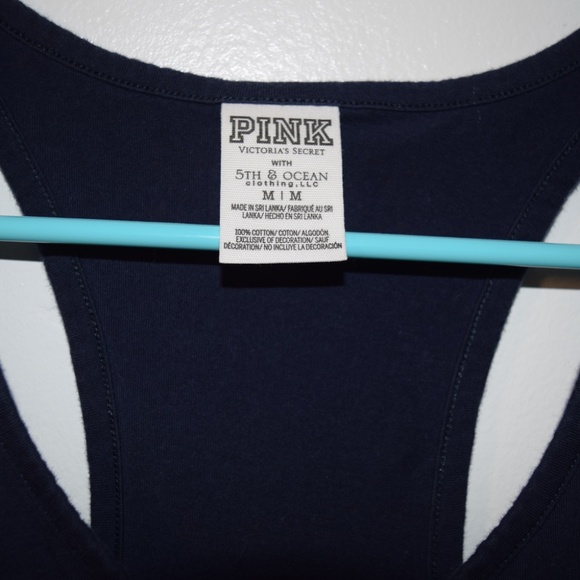 PINK
VICTORIA'S SECRET
WITH
5TH & OCEAN
clothing, LLC
M | M
MADE IN SRI LANKA/ FABRIQUÉ AU SRI
LANKA/ HECHO EN SRI LANKA
100% COTTON/ COTON/ ALGODÓN
EXCLUSIVE OF DECORATION/ SAUF
DÉCORATION/ NO INCLUYE LA DECORACIÓN